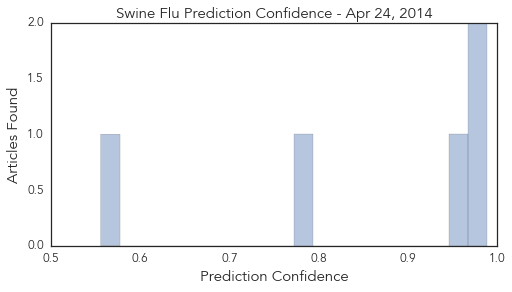 Swine Flu Prediction Confidence - Apr 24, 2014
2.0
1.5
1.0
0.5
0.0
Articles Found
0.5 0.6 0.7 0.8 0.9 1.0
Prediction Confidence